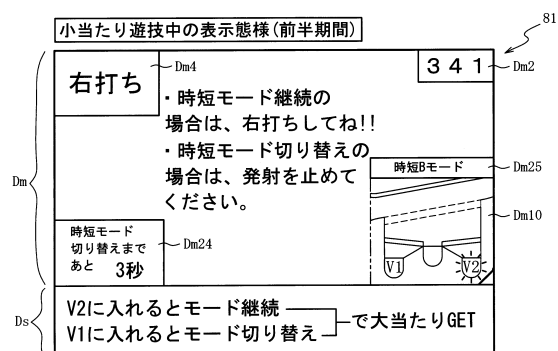 小当たり遊技中の表示態様(前半期間)
81
右打ち
Dm4
341
Dm2
・時短モード継続の
場合は、右打ちしてね!!
・時短モード切り替えの
場合は、発射を止めて
ください。
時短Bモード
Dm25
Dm
Dm10
V1
V2
時短モード
切り替えまで
あと 3秒
Dm24
Ds
V2に入れるとモード継続
V1に入れるとモード切り替え
で大当たりGET